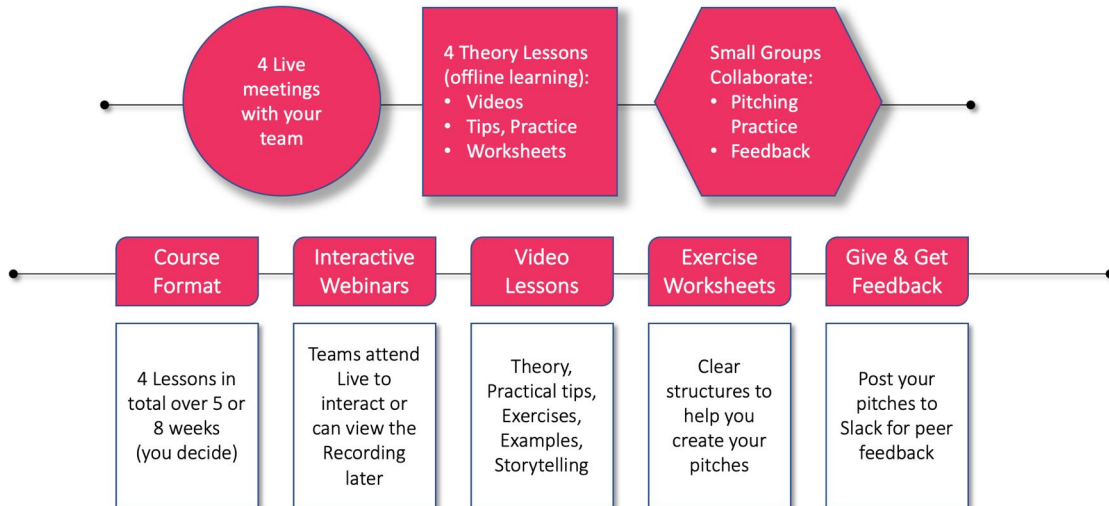 4 Live
meetings
with your
team
4 Theory Lessons
(offline learning):
• Videos
• Tips, Practice
• Worksheets
Small Groups
Collaborate:
• Pitching
Practice
• Feedback
Course
Format
4 Lessons in
total over 5 or
8 weeks
(you decide)
Interactive
Webinars
Teams attend
Live to
interact or
can view the
Recording
later
Video
Lessons
Theory,
Practical tips,
Exercises,
Examples,
Storytelling
Exercise
Worksheets
Clear
structures to
help you
create your
pitches
Give & Get
Feedback
Post your
pitches to
Slack for peer
feedback